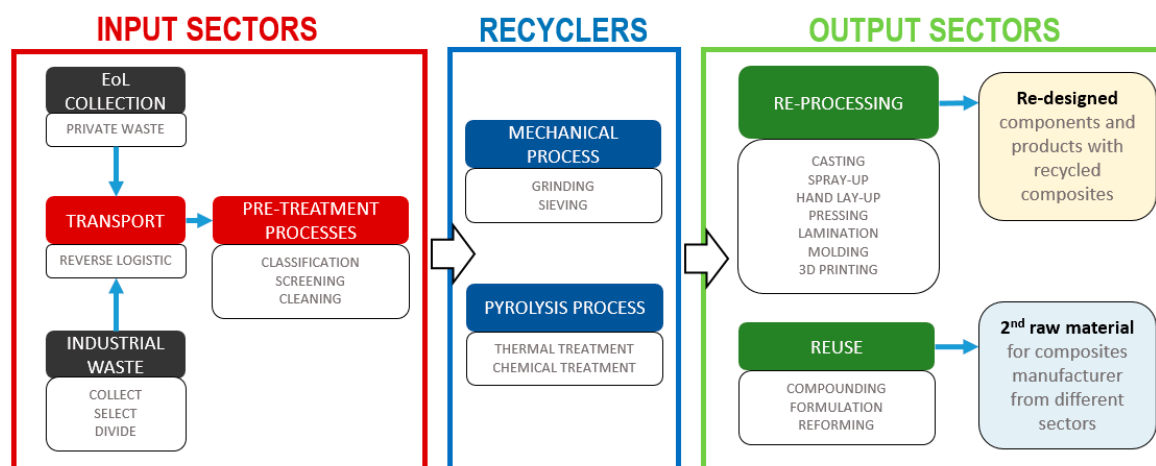 INPUT SECTORS
EoL
COLLECTION
PRIVATE WASTE
TRANSPORT
REVERSE LOGISTIC
INDUSTRIAL
WASTE
COLLECT
SELECT
DIVIDE
PRE-TREATMENT
PROCESSES
CLASSIFICATION
SCREENING
CLEANING
RECYCLERS
MECHANICAL
PROCESS
GRINDING
SIEVING
PYROLYSIS PROCESS
THERMAL TREATMENT
CHEMICAL TREATMENT
OUTPUT SECTORS
RE-PROCESSING
CASTING
SPRAY-UP
HAND LAY-UP
PRESSING
LAMINATION
MOLDING
3D PRINTING
Re-designed
components and
products with
recycled
composites
REUSE
COMPOUNDING
FORMULATION
REFORMING
2nd raw material
for composites
manufacturer
from different
sectors